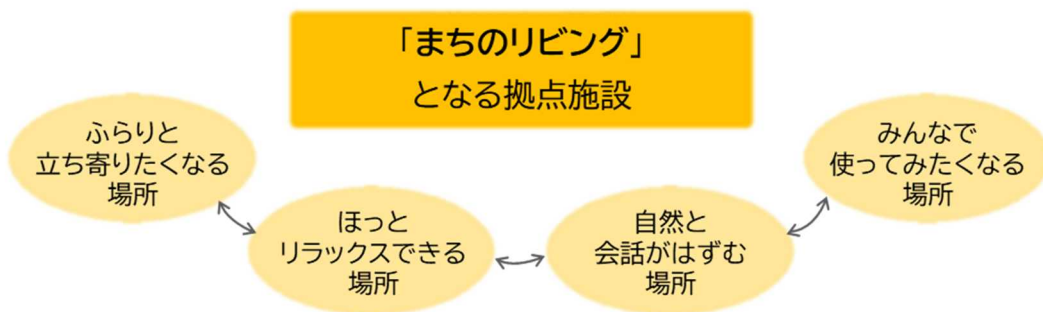 「まちのリビング」
となる拠点施設
ふらりと
立ち寄りたくなる
場所
ほっと
リラックスできる
場所
自然と
会話がはずむ
場所
みんなで
使ってみたくなる
場所